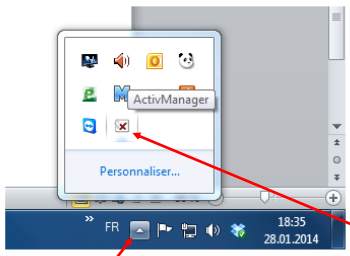 ActivManager
Personnaliser...
»
FR
18:35
28.01.2014